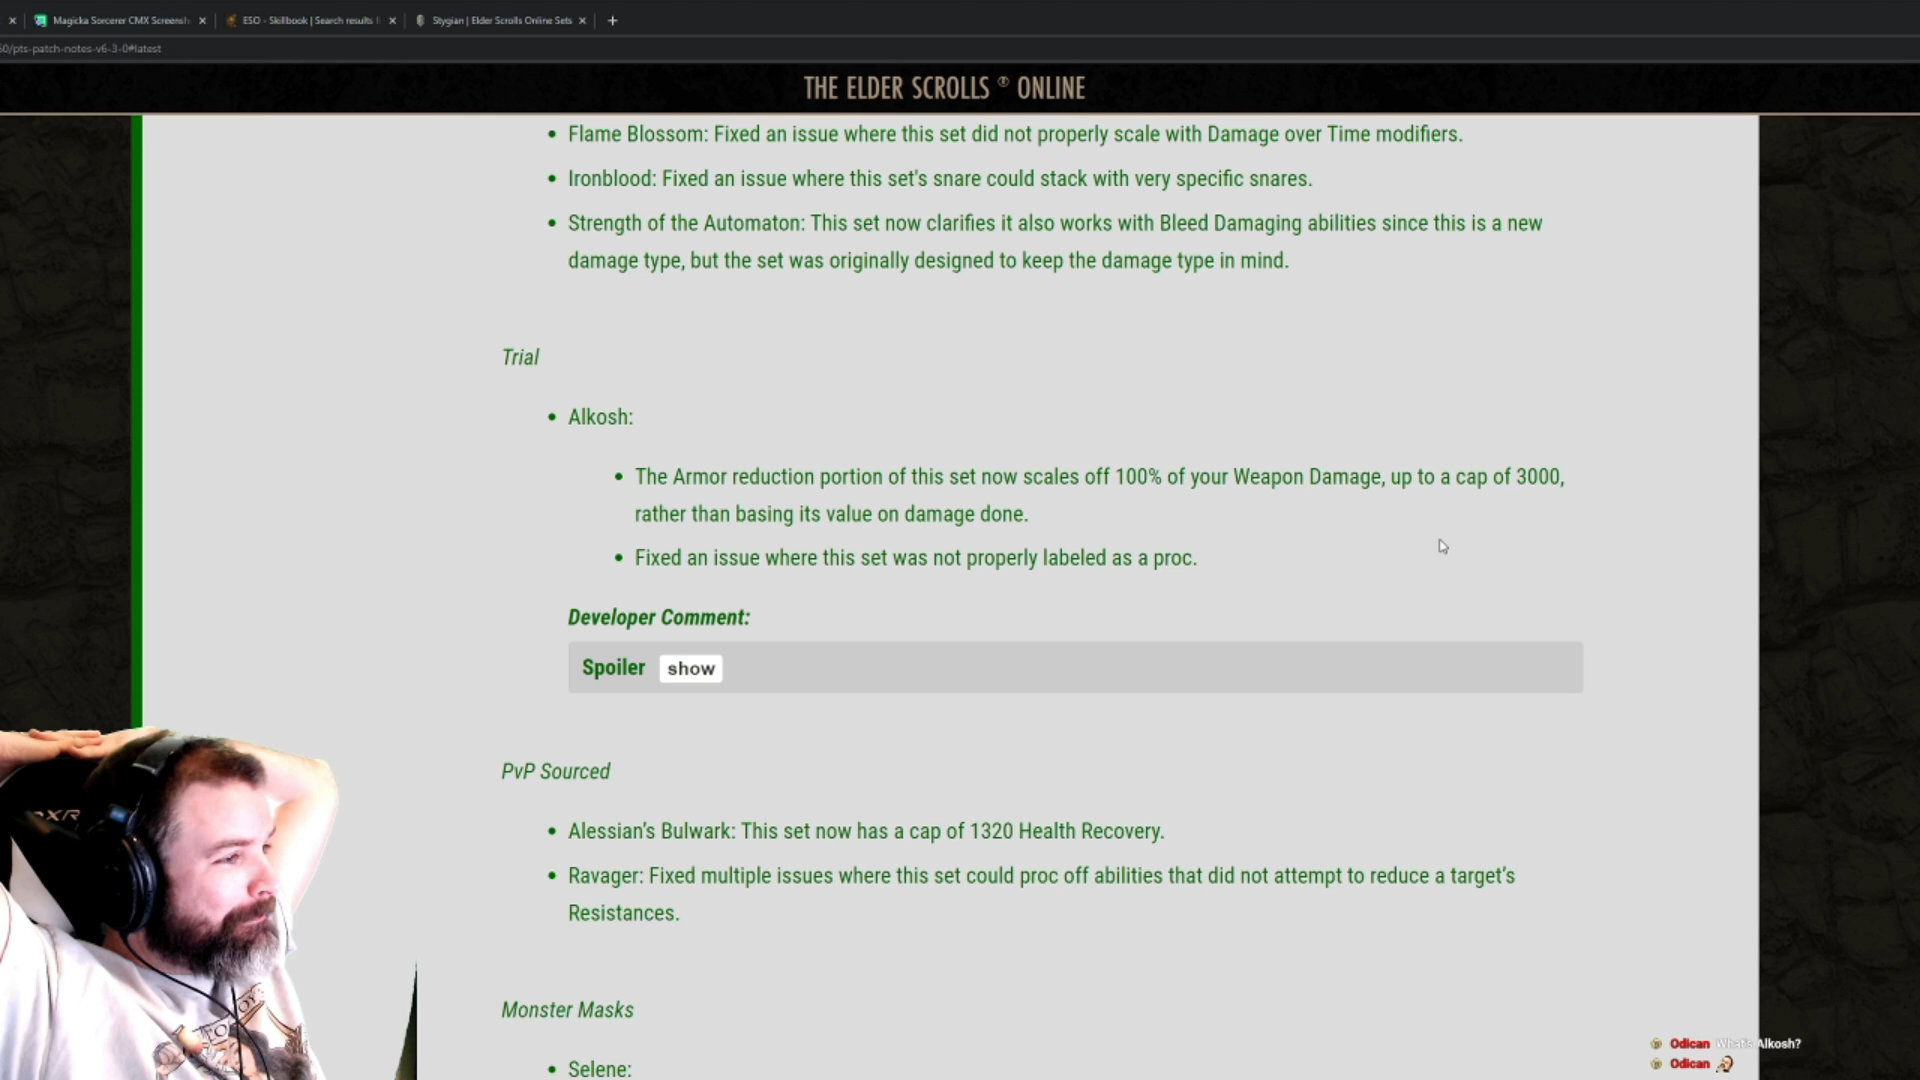 Magicka Sorcerer CMX Screensh
ESO - Skillbook | Search results f
Stygian | Elder Scrolls Online Sets
50/pts-patch-notes-v6-3-0#latest
THE ELDER SCROLLS ® ONLINE
• Flame Blossom: Fixed an issue where this set did not properly scale with Damage over Time modifiers.
• Ironblood: Fixed an issue where this set's snare could stack with very specific snares.
• Strength of the Automaton: This set now clarifies it also works with Bleed Damaging abilities since this is a new
damage type, but the set was originally designed to keep the damage type in mind.
Trial
• Alkosh:
• The Armor reduction portion of this set now scales off 100% of your Weapon Damage, up to a cap of 3000,
rather than basing its value on damage done.
• Fixed an issue where this set was not properly labeled as a proc.
Developer Comment:
Spoiler show
PvP Sourced
• Alessian’s Bulwark: This set now has a cap of 1320 Health Recovery.
• Ravager: Fixed multiple issues where this set could proc off abilities that did not attempt to reduce a target’s
Resistances.
Monster Masks
• Selene:
Odican What's Alkosh?
Odican